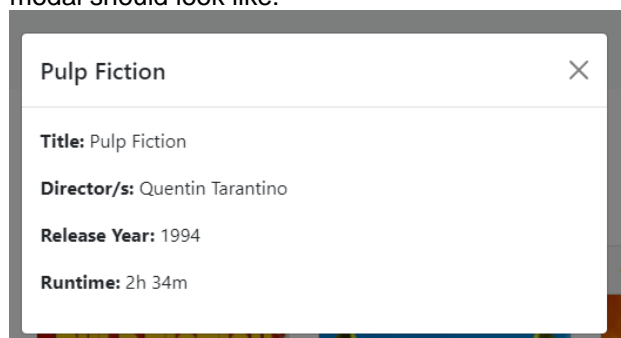 modal should look like:
Pulp Fiction
Title: Pulp Fiction
Director/s: Quentin Tarantino
Release Year: 1994
Runtime: 2h 34m